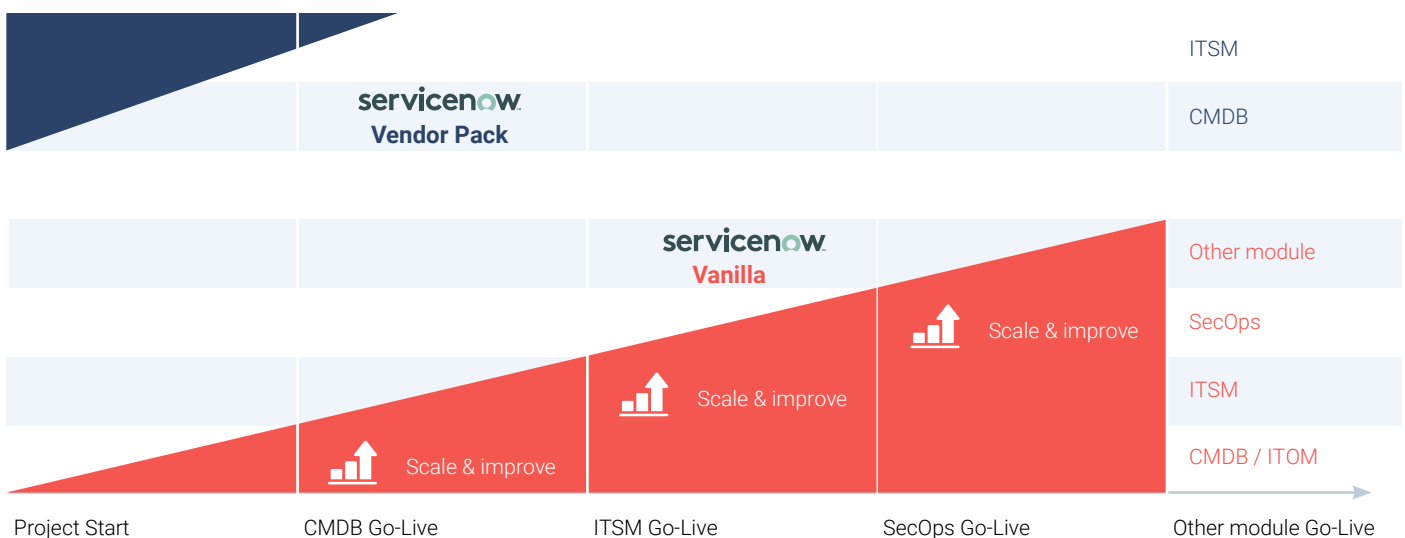 ITSM
servicenow
Vendor Pack
CMDB
servicenow
Vanilla
Other module
Scale & improve
SecOps
Scale & improve
ITSM
Scale & improve
CMDB / ITOM
Project Start
CMDB Go-Live
ITSM Go-Live
SecOps Go-Live
Other module Go-Live